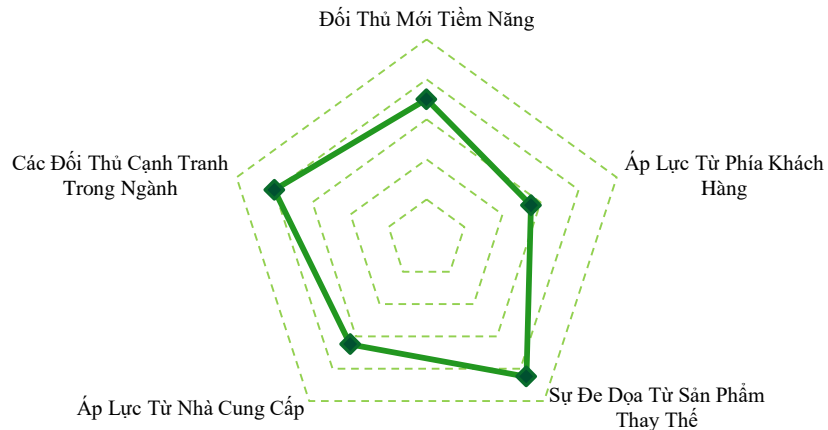 Đối Thủ Mới Tiềm Năng
Áp Lực Từ Phía Khách
Hàng
Sự Đe Dọa Từ Sản Phẩm
Thay Thế
Áp Lực Từ Nhà Cung Cấp
Các Đối Thủ Cạnh Tranh
Trong Ngành